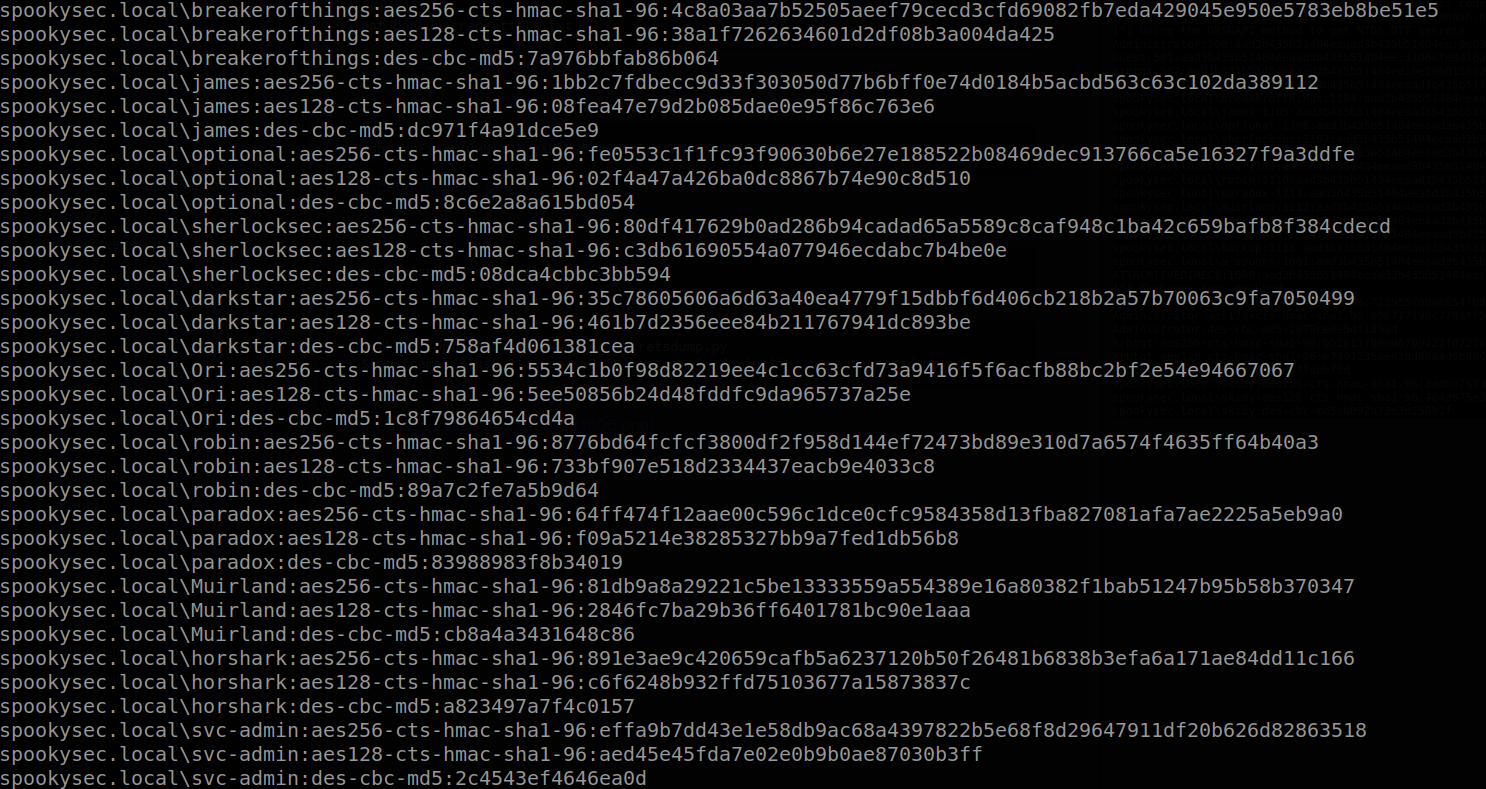 spookysec.local\breakerofthings:aes256-cts-hmac-sha1-96:4c8a03aa7b52505aeef79cecd3cfd69082fb7eda429045e950e5783eb8be51e5
spookysec.local\breakerofthings:aes128-cts-hmac-sha1-96:38a1f7262634601d2df08b3a004da425
spookysec.local\breakerofthings:des-cbc-md5:7a976bbfab86b064
spookysec.local\james:aes256-cts-hmac-sha1-96:1bb2c7fdbecc9d33f303050d77b6bff0e74d0184b5acbd563c63c102da389112
spookysec.local\james:aes128-cts-hmac-sha1-96:08fea47e79d2b085dae0e95f86c763e6
spookysec.local\james:des-cbc-md5:dc971f4a91dce5e9
spookysec.local\optional:aes256-cts-hmac-sha1-96:fe0553c1f1fc93f90630b6e27e188522b08469dec913766ca5e16327f9a3ddfe
spookysec.local\optional:aes128-cts-hmac-sha1-96:02f4a47a426ba0dc8867b74e90c8d510
spookysec.local\optional:des-cbc-md5:8c6e2a8a615bd054
spookysec.local\sherlocksec:aes256-cts-hmac-sha1-96:80df417629b0ad286b94cadad65a5589c8caf948c1ba42c659bafb8f384cdecd
spookysec.local\sherlocksec:aes128-cts-hmac-sha1-96:c3db61690554a077946ecdabc7b4be0e
spookysec.local\sherlocksec:des-cbc-md5:08dca4cbbc3bb594
spookysec.local\darkstar:aes256-cts-hmac-sha1-96:35c78605606a6d63a40ea4779f15dbbf6d406cb218b2a57b70063c9fa7050499
spookysec.local\darkstar:aes128-cts-hmac-sha1-96:461b7d2356eee84b211767941dc893be
spookysec.local\darkstar:des-cbc-md5:758af4d061381cea
spookysec.local\Ori:aes256-cts-hmac-sha1-96:5534c1b0f98d82219ee4c1cc63cfd73a9416f5f6acfb88bc2bf2e54e94667067
spookysec.local\Ori:aes128-cts-hmac-sha1-96:5ee50856b24d48fddfc9da965737a25e
spookysec.local\Ori:des-cbc-md5:1c8f79864654cd4a
spookysec.local\robin:aes256-cts-hmac-sha1-96:8776bd64fcfcf3800df2f958d144ef72473bd89e310d7a6574f4635ff64b40a3
spookysec.local\robin:aes128-cts-hmac-sha1-96:733bf907e518d2334437eacb9e4033c8
spookysec.local\robin:des-cbc-md5:89a7c2fe7a5b9d64
spookysec.local\paradox:aes256-cts-hmac-sha1-96:64ff474f12aae00c596c1dce0cfc9584358d13fba827081afa7ae2225a5eb9a0
spookysec.local\paradox:aes128-cts-hmac-sha1-96:f09a5214e38285327bb9a7fed1db56b8
spookysec.local\paradox:des-cbc-md5:83988983f8b34019
spookysec.local\Muirland:aes256-cts-hmac-sha1-96:81db9a8a29221c5be13333559a554389e16a80382f1bab51247b95b58b370347
spookysec.local\Muirland:aes128-cts-hmac-sha1-96:2846fc7ba29b36ff6401781bc90e1aaa
spookysec.local\Muirland:des-cbc-md5:cb8a4a3431648c86
spookysec.local\horshark:aes256-cts-hmac-sha1-96:891e3ae9c420659cafb5a6237120b50f26481b6838b3efa6a171ae84dd11c166
spookysec.local\horshark:aes128-cts-hmac-sha1-96:c6f6248b932ffd75103677a15873837c
spookysec.local\horshark:des-cbc-md5:a823497a7f4c0157
spookysec.local\svc-admin:aes256-cts-hmac-sha1-96:effa9b7dd43e1e58db9ac68a4397822b5e68f8d29647911df20b626d82863518
spookysec.local\svc-admin:aes128-cts-hmac-sha1-96:aed45e45fda7e02e0b9b0ae87030b3ff
spookysec.local\svc-admin:des-cbc-md5:2c4543ef4646ea0d